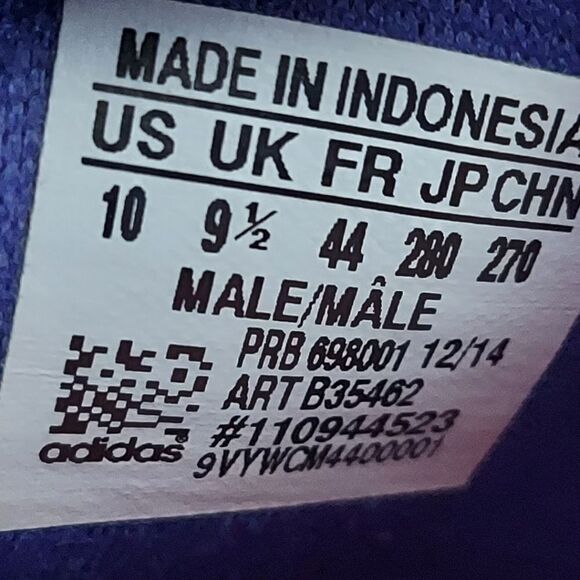 MADE IN INDONESIA
US UK FR JP CHN
10 9½ 44 280 270
MALE/MÂLE
PRB 698001 12/14
ART B35462
#110944523
adidas®
9VYWCM4400001